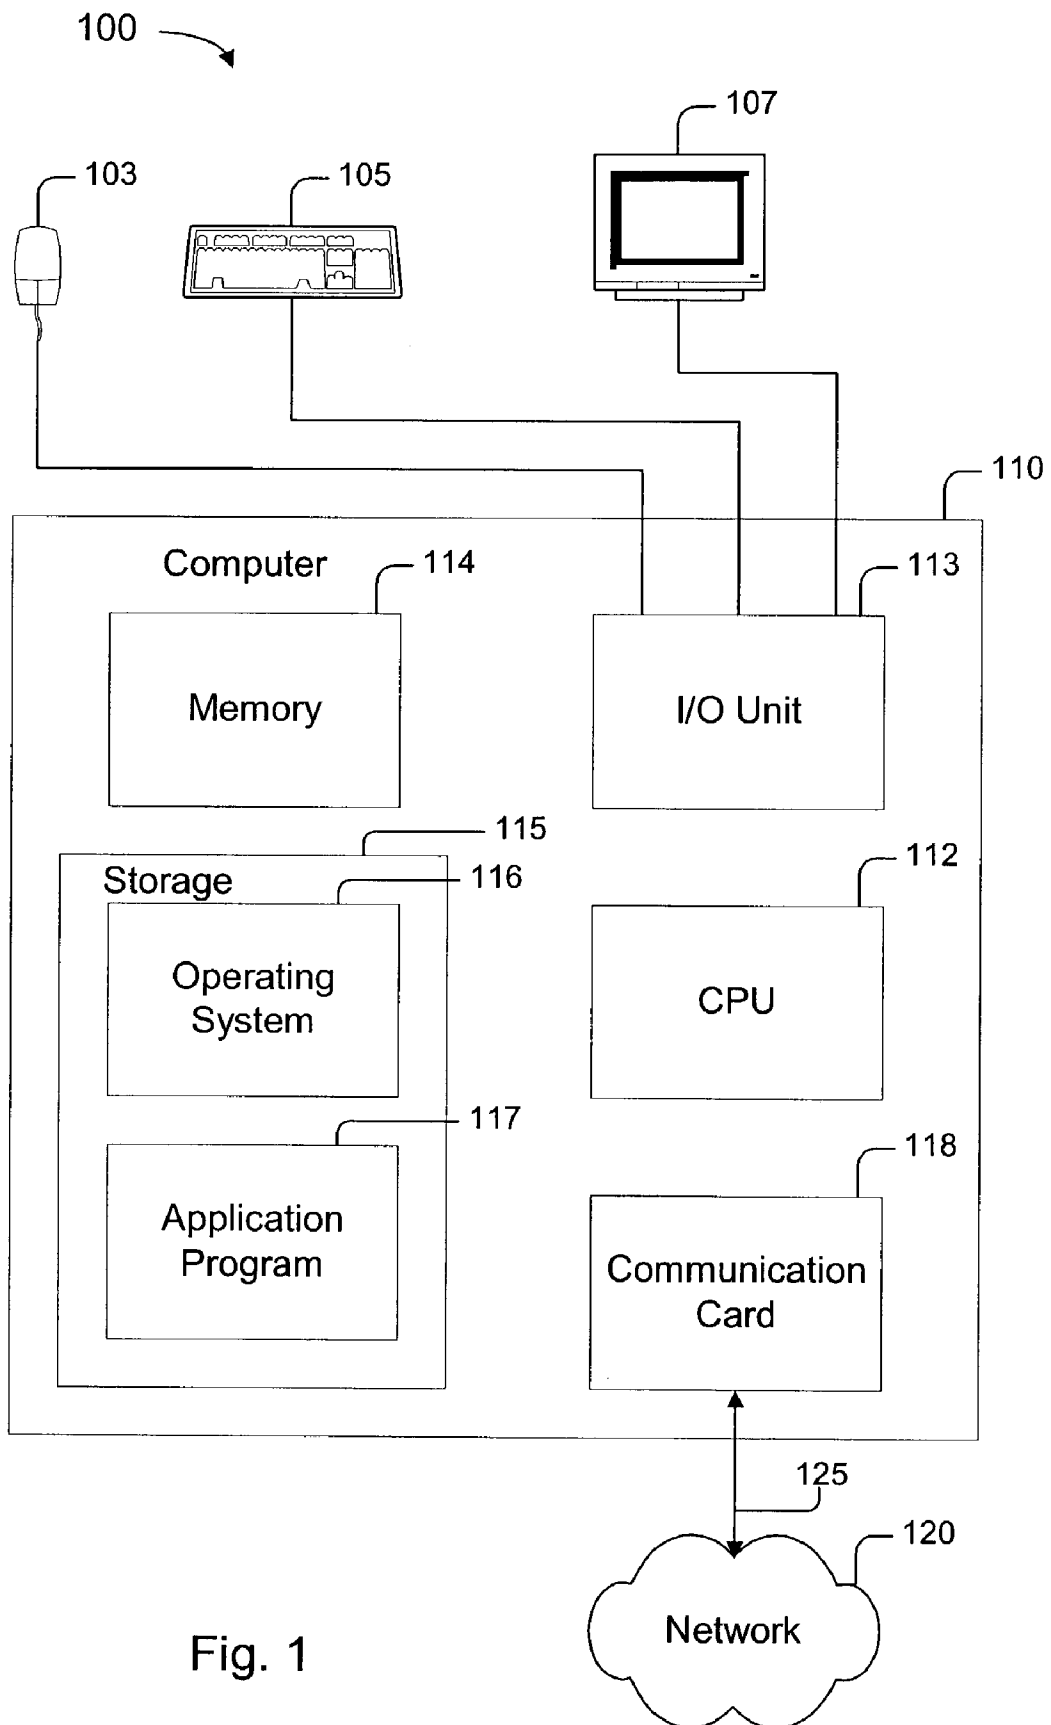 100
107
103
105
110
Computer
114
113
Memory
I/O Unit
115
Storage
116
112
Operating
System
CPU
117
118
Application
Program
Communication
Card
125
120
Network
Fig. 1